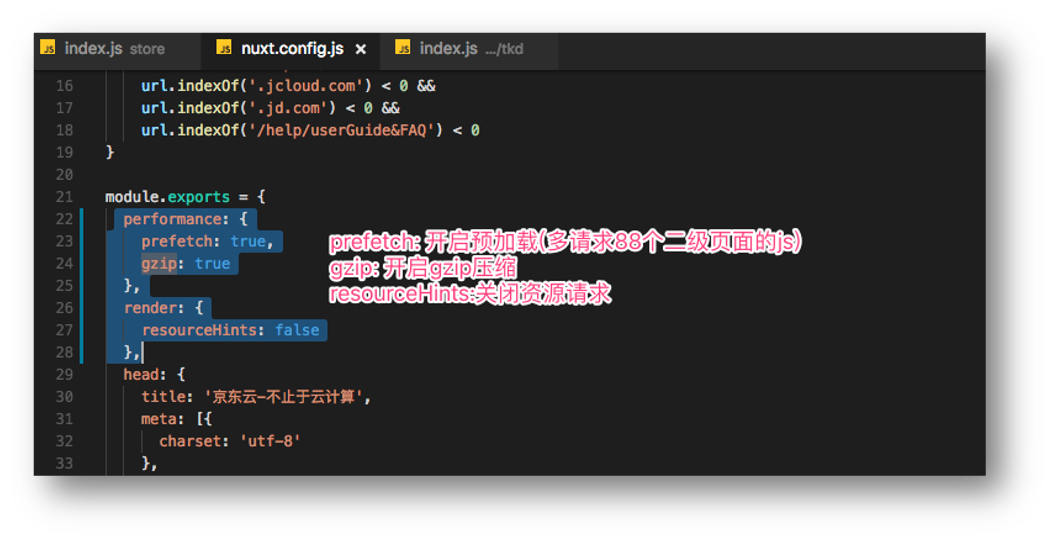 JS index.js store JS nuxt.config.js × JS index.js .../tkd
16 url.indexOf('.jcloud.com') < 0 &&
17 url.indexOf('.jd.com') < 0 &&
18 url.indexOf('/help/userGuide&FAQ') < 0
19 }
20
21 module.exports = {
22 performance: {
23 prefetch: true,
24 gzip: true
25 },
26 render: {
27 resourceHints: false
28 },
29 head: {
30 title: '京东云-不止于云计算',
31 meta: [{
32 charset: 'utf-8'
33 },
prefetch: 开启预加载(多请求88个二级页面的js)
gzip: 开启gzip压缩
resourceHints:关闭资源请求